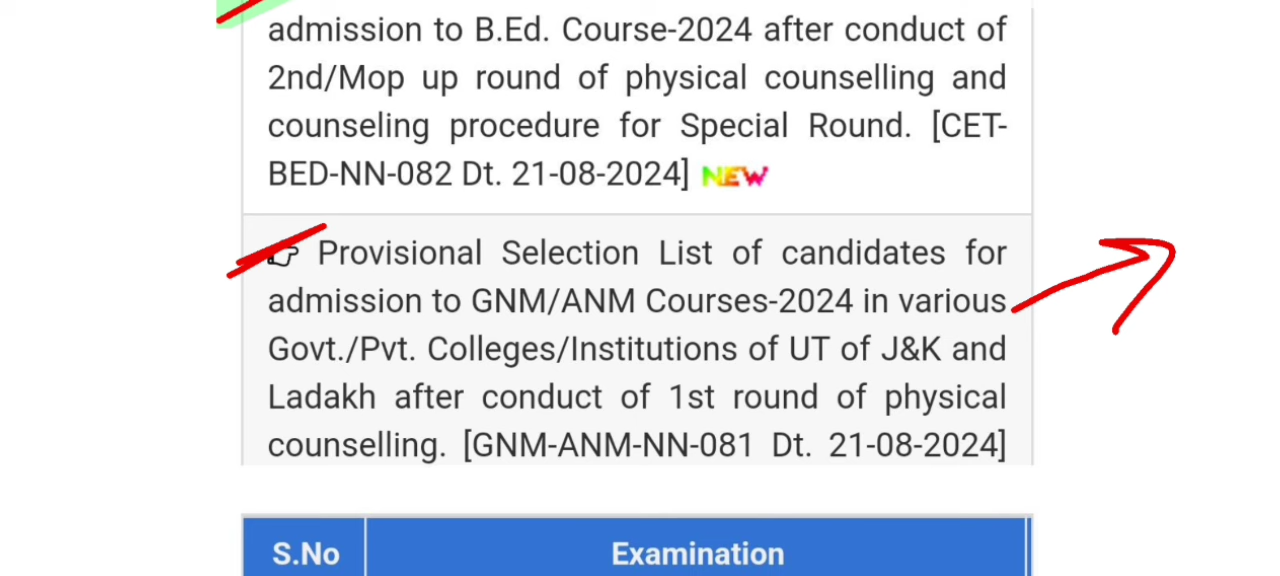 admission to B.Ed. Course-2024 after conduct of
2nd/Mop up round of physical counselling and
counseling procedure for Special Round. [CET-
BED-NN-082 Dt. 21-08-2024] NEW
Provisional Selection List of candidates for
admission to GNM/ANM Courses-2024 in various
Govt./Pvt. Colleges/Institutions of UT of J&K and
Ladakh after conduct of 1st round of physical
counselling. [GNM-ANM-NN-081 Dt. 21-08-2024]
S.No Examination